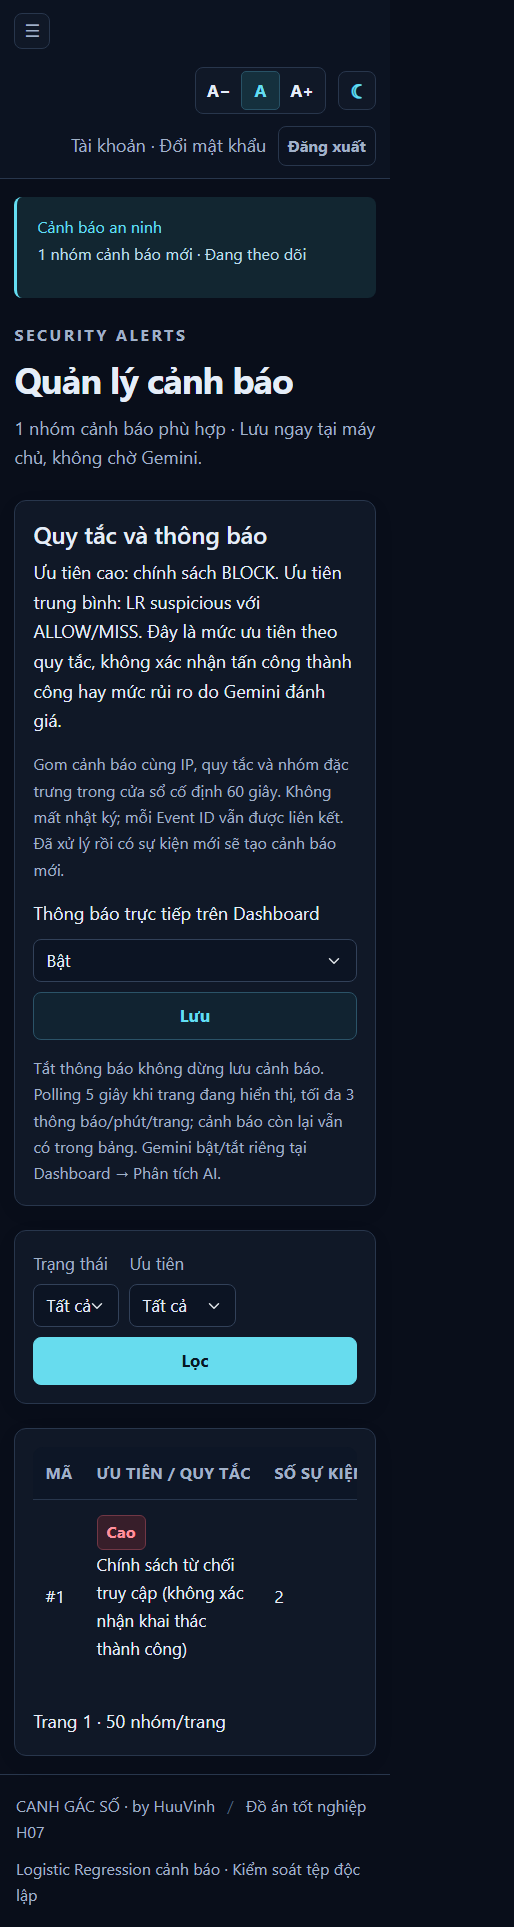 ☰
A− A A+ ☾
Tài khoản · Đổi mật khẩu Đăng xuất
Cảnh báo an ninh
1 nhóm cảnh báo mới · Đang theo dõi
SECURITY ALERTS
Quản lý cảnh báo
1 nhóm cảnh báo phù hợp · Lưu ngay tại máy
chủ, không chờ Gemini.
Quy tắc và thông báo
Ưu tiên cao: chính sách BLOCK. Ưu tiên
trung bình: LR suspicious với
ALLOW/MISS. Đây là mức ưu tiên theo
quy tắc, không xác nhận tấn công thành
công hay mức rủi ro do Gemini đánh
giá.
Gom cảnh báo cùng IP, quy tắc và nhóm đặc
trưng trong cửa sổ cố định 60 giây. Không
mất nhật ký; mỗi Event ID vẫn được liên kết.
Đã xử lý rồi có sự kiện mới sẽ tạo cảnh báo
mới.
Thông báo trực tiếp trên Dashboard
Bật
Lưu
Tắt thông báo không dừng lưu cảnh báo.
Polling 5 giây khi trang đang hiển thị, tối đa 3
thông báo/phút/trang; cảnh báo còn lại vẫn
có trong bảng. Gemini bật/tắt riêng tại
Dashboard → Phân tích AI.
Trạng thái Ưu tiên
Tất cả Tất cả
Lọc
MÃ ƯU TIÊN / QUY TẮC SỐ SỰ KIỆ
Cao
Chính sách từ chối
truy cập (không xác
#1 nhận khai thác 2
thành công)
Trang 1 · 50 nhóm/trang
CANH GÁC SỐ · by HuuVinh / Đồ án tốt nghiệp
H07
Logistic Regression cảnh báo · Kiểm soát tệp độc
lập